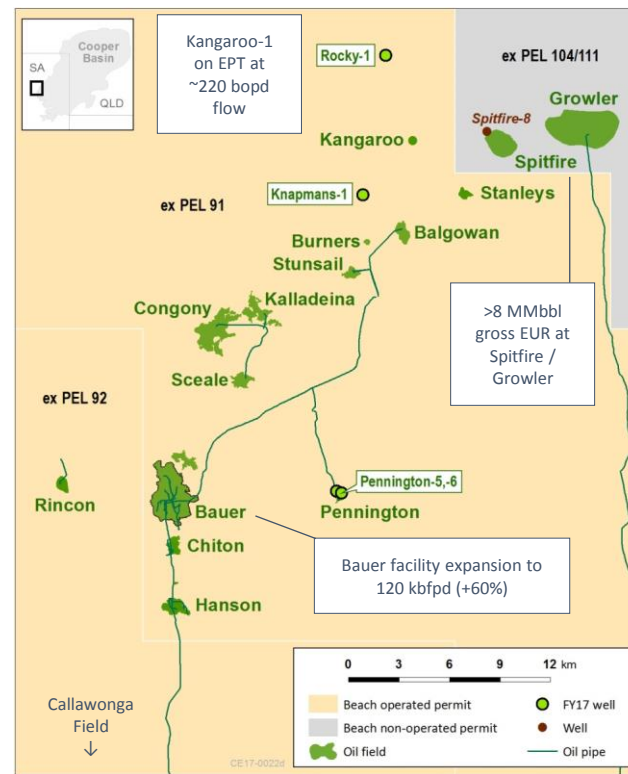 Cooper
Basin
SA
QLD
Kangaroo-1
on EPT at
~220 bopd
flow
Rocky-1
ex PEL 104/111
Growler
Spitfire-8
Kangaroo
Spitfire
Knapmans-1
Stanleys
ex PEL 91
Burners
Balgowan
Stunsail
Kalladeina
Congony
>8 MMbbl
gross EUR at
Spitfire /
Growler
Sceale
ex PEL 92
Pennington-5,-6
Rincon
Bauer
Pennington
Chiton
Bauer facility expansion to
120 kbfpd (+60%)
Hanson
0 3 6 9 12 km
Beach operated permit
FY17 well
Beach non-operated permit
Well
Oil field
Oil pipe
Callawonga
Field
↓
CE17-0022d